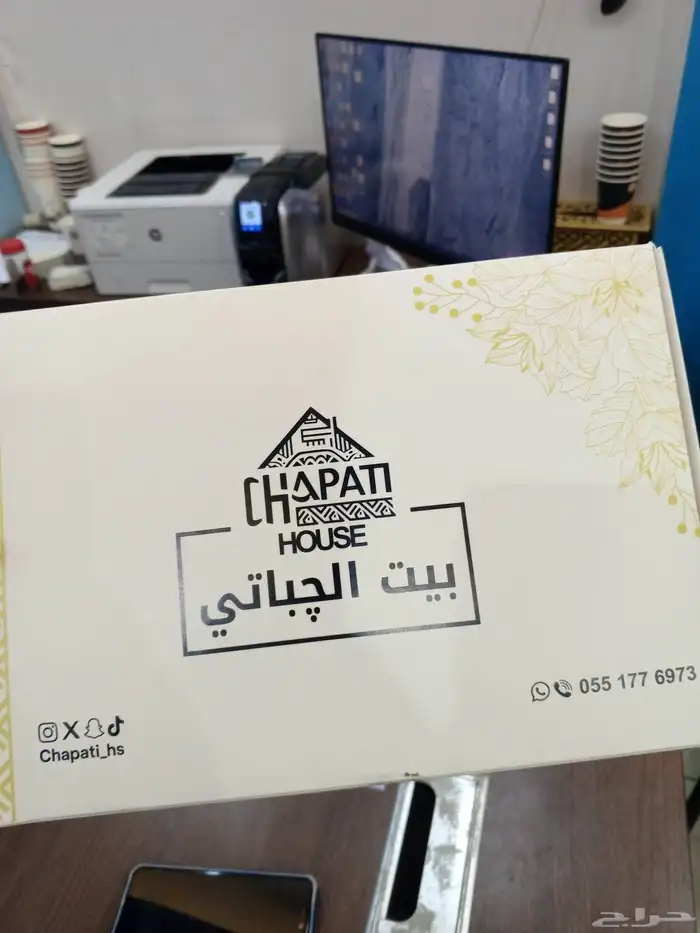 CHAPATI
HOUSE
بيت الچباتي
055 177 6973
Chapati_hs
حراج